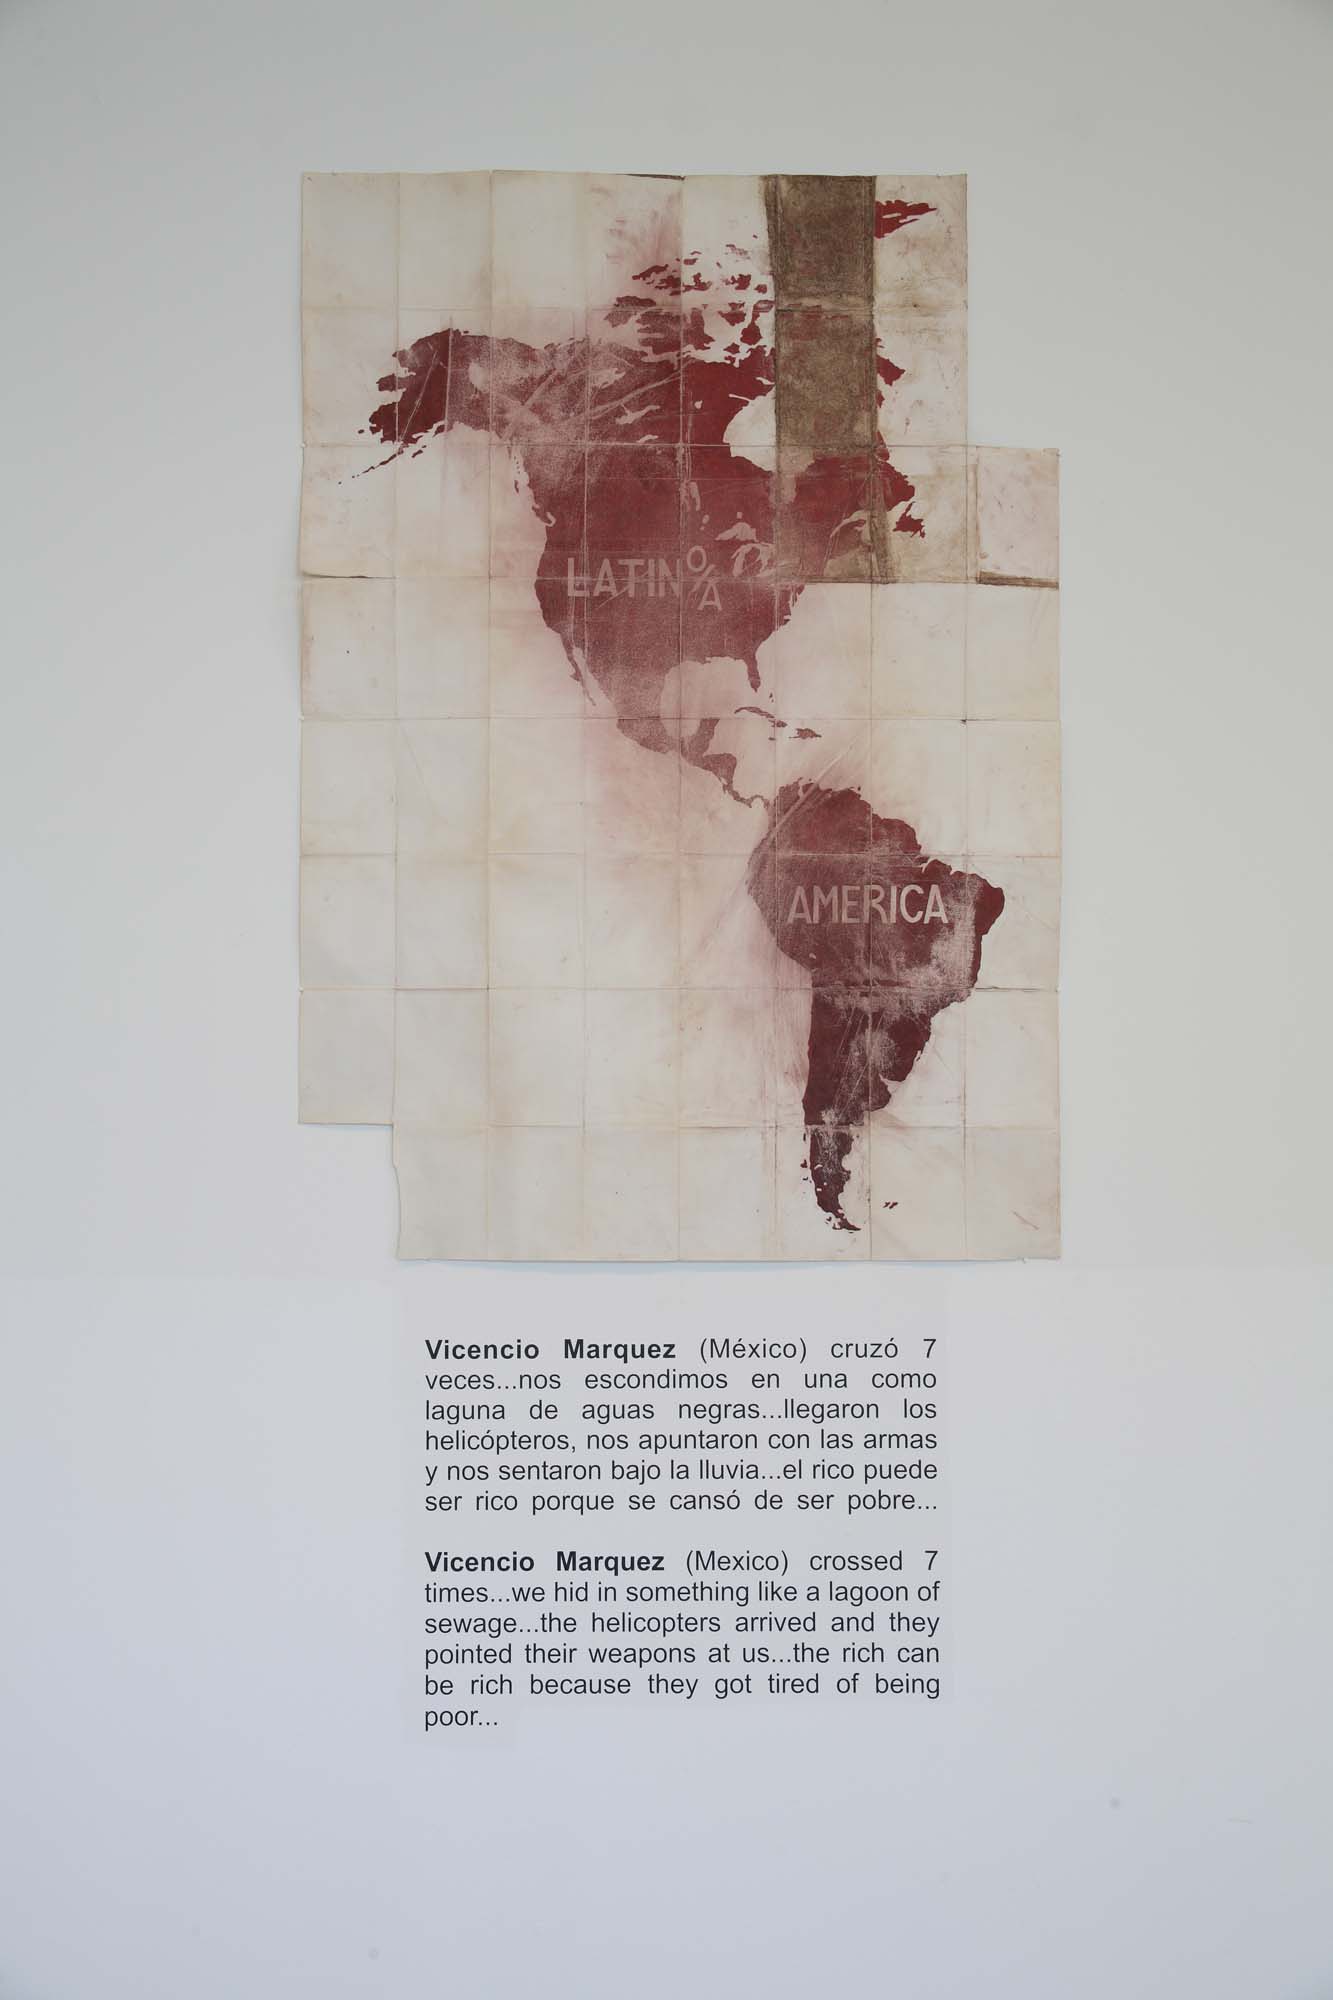 LATINO/A
AMERICA
Vicencio Marquez (México) cruzó 7
veces...nos escondimos en una como
laguna de aguas negras...llegaron los
helicópteros, nos apuntaron con las armas
y nos sentaron bajo la lluvia...el rico puede
ser rico porque se cansó de ser pobre...
Vicencio Marquez (Mexico) crossed 7
times...we hid in something like a lagoon of
sewage...the helicopters arrived and they
pointed their weapons at us...the rich can
be rich because they got tired of being
poor...